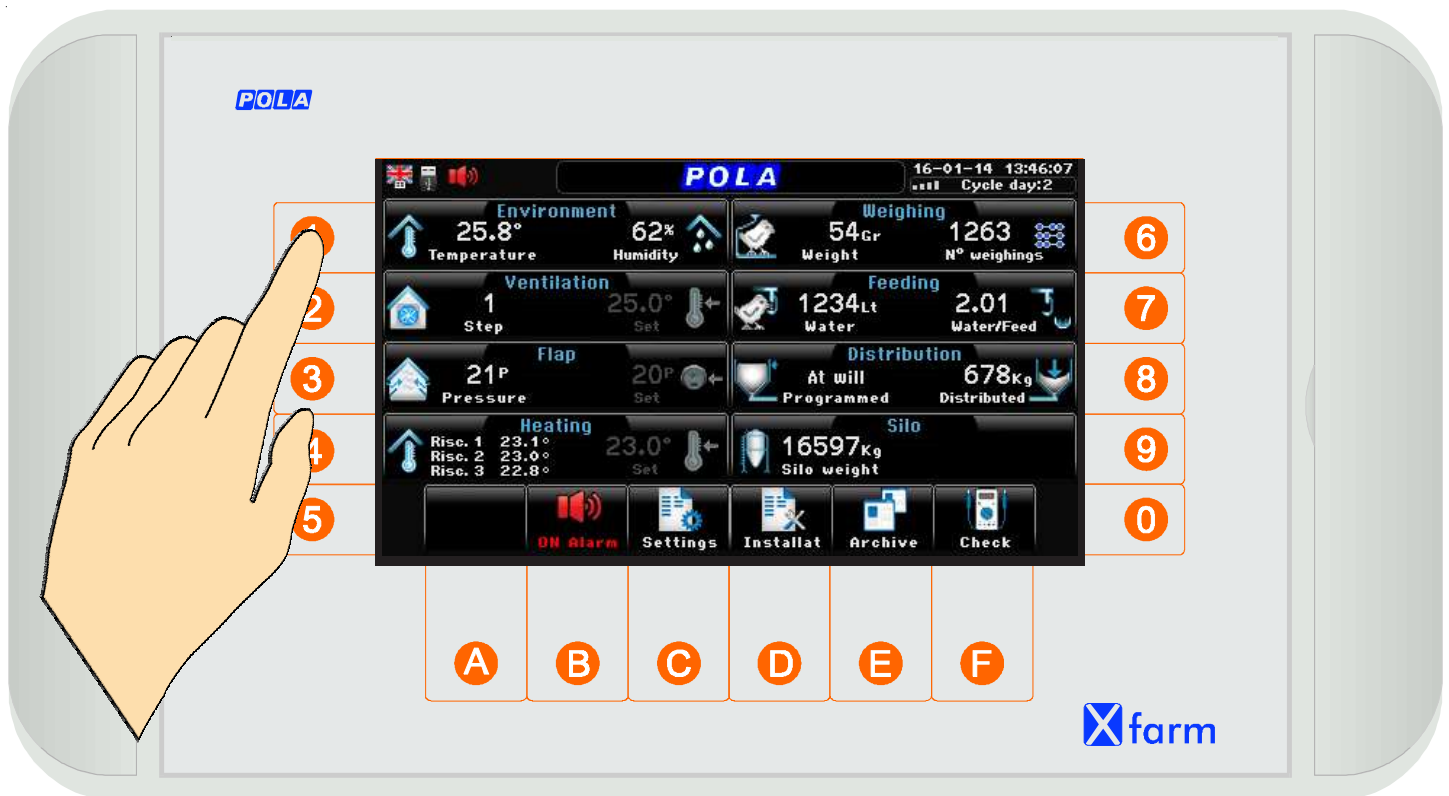 POLA
POLA
16-01-14 13:46:07
Cycle day:2
Environment
25.8° 62%
Temperature Humidity
Weighing
54Gr 1263
Weight N° weighings
Ventilation
1 25.0°
Step Set
Feeding
1234Lt 2.01
Water Water/Feed
Flap
21P 20P
Pressure Set
Distribution
At will 678Kg
Programmed Distributed
Heating
Risc. 1 23.1°
Risc. 2 23.0°
Risc. 3 22.8°
23.0°
Set
Silo
16597Kg
Silo weight
ON Alarm Settings Installat Archive Check
2
3
4
5
6
7
8
9
0
A B C D E F
Xfarm